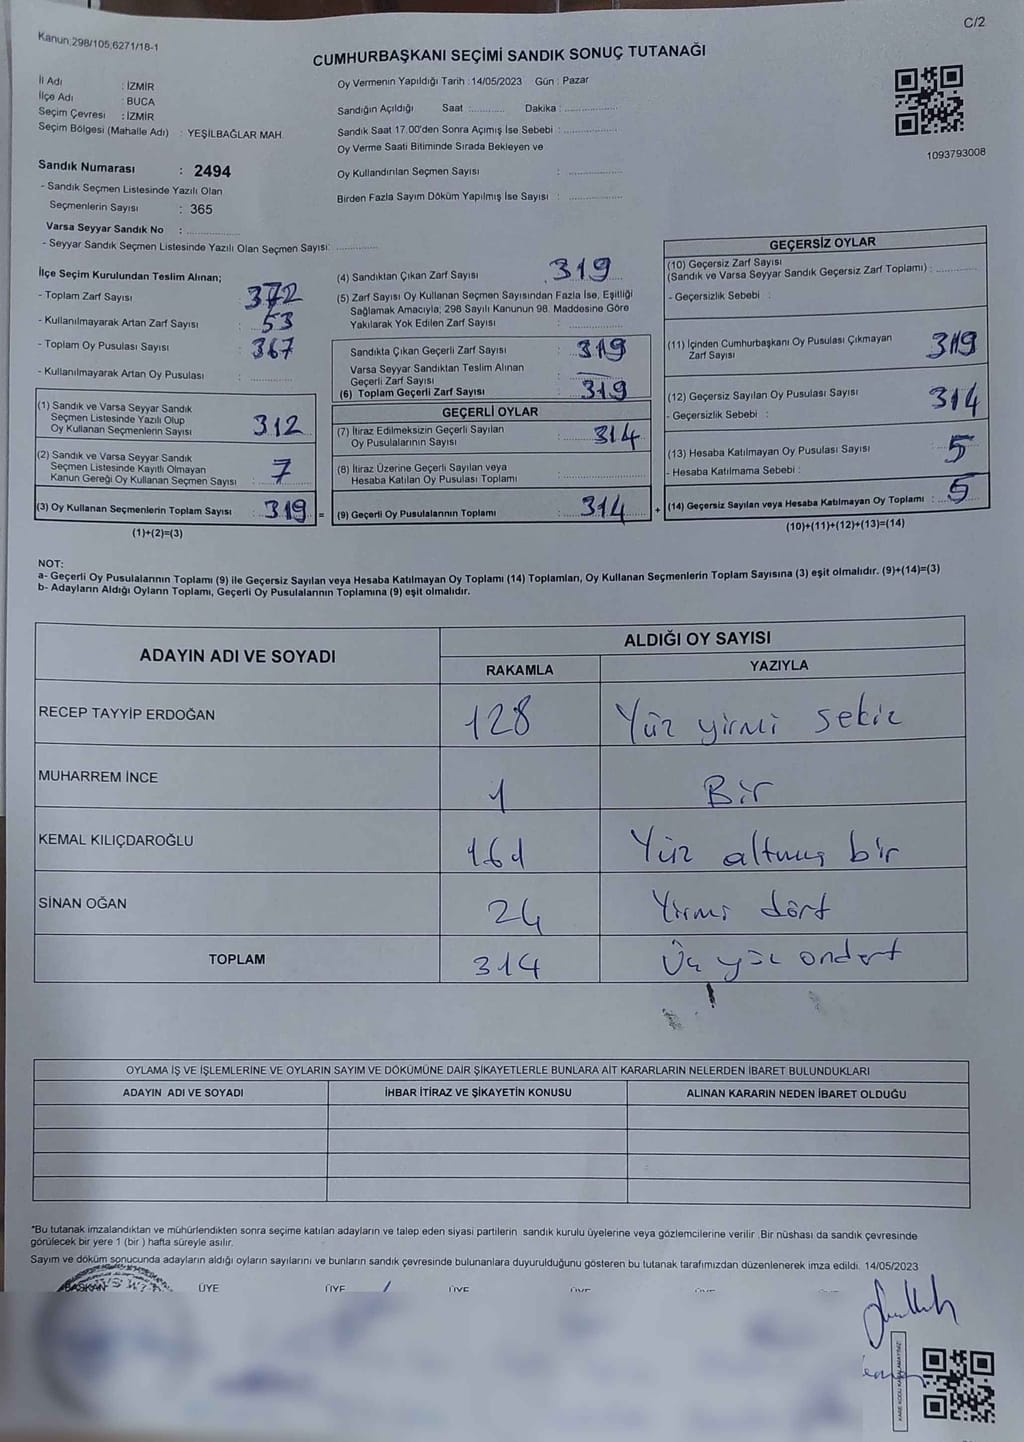 Kanun:298/105,6271/18-1
C/2
CUMHURBAŞKANI SEÇİMİ SANDIK SONUÇ TUTANAĞI
İl Adı : İZMİR
İlçe Adı : BUCA
Seçim Çevresi : İZMİR
Seçim Bölgesi (Mahalle Adı) : YEŞİLBAĞLAR MAH.
Oy Vermenin Yapıldığı Tarih :14/05/2023 Gün : Pazar
Sandığın Açıldığı Saat :............ Dakika :..................
Sandık Saat 17.00'den Sonra Açımış İse Sebebi :..................
Oy Verme Saati Bitiminde Sırada Bekleyen ve
Oy Kullandırılan Seçmen Sayısı :..................
Birden Fazla Sayım Döküm Yapılmış İse Sayısı :..................
1093793008
Sandık Numarası : 2494
- Sandık Seçmen Listesinde Yazılı Olan
Seçmenlerin Sayısı : 365
Varsa Seyyar Sandık No :..................
- Seyyar Sandık Seçmen Listesinde Yazılı Olan Seçmen Sayısı:..............
İlçe Seçim Kurulundan Teslim Alınan;
- Toplam Zarf Sayısı : 372
- Kullanılmayarak Artan Zarf Sayısı : 53
- Toplam Oy Pusulası Sayısı : 367
- Kullanılmayarak Artan Oy Pusulası :..............
(1) Sandık ve Varsa Seyyar Sandık
Seçmen Listesinde Yazılı Olup
Oy Kullanan Seçmenlerin Sayısı : 312
(2) Sandık ve Varsa Seyyar Sandık
Seçmen Listesinde Kayıtlı Olmayan
Kanun Gereği Oy Kullanan Seçmen Sayısı : 7
(3) Oy Kullanan Seçmenlerin Toplam Sayısı : 319 =
(1)+(2)=(3)
(4) Sandıktan Çıkan Zarf Sayısı : 319
(5) Zarf Sayısı Oy Kullanan Seçmen Sayısından Fazla İse, Eşitliği
Sağlamak Amacıyla; 298 Sayılı Kanunun 98. Maddesine Göre
Yakılarak Yok Edilen Zarf Sayısı :..............
Sandıkta Çıkan Geçerli Zarf Sayısı : 319
Varsa Seyyar Sandıktan Teslim Alınan
Geçerli Zarf Sayısı
(6) Toplam Geçerli Zarf Sayısı : 319
GEÇERLİ OYLAR
(7) İtiraz Edilmeksizin Geçerli Sayılan
Oy Pusulalarının Sayısı : 314
(8) İtiraz Üzerine Geçerli Sayılan veya
Hesaba Katılan Oy Pusulası Toplamı :..............
(9) Geçerli Oy Pusulalarının Toplamı : 314 +
GEÇERSİZ OYLAR
(10) Geçersiz Zarf Sayısı
(Sandık ve Varsa Seyyar Sandık Geçersiz Zarf Toplamı) :............
- Geçersizlik Sebebi :
(11) İçinden Cumhurbaşkanı Oy Pusulası Çıkmayan
Zarf Sayısı 319
(12) Geçersiz Sayılan Oy Pusulası Sayısı 314
- Geçersizlik Sebebi :
(13) Hesaba Katılmayan Oy Pusulası Sayısı 5
- Hesaba Katılmama Sebebi :
(14) Geçersiz Sayılan veya Hesaba Katılmayan Oy Toplamı : 5
(10)+(11)+(12)+(13)=(14)
NOT:
a- Geçerli Oy Pusulalarının Toplamı (9) ile Geçersiz Sayılan veya Hesaba Katılmayan Oy Toplamı (14) Toplamları, Oy Kullanan Seçmenlerin Toplam Sayısına (3) eşit olmalıdır. (9)+(14)=(3)
b- Adayların Aldığı Oyların Toplamı, Geçerli Oy Pusulalarının Toplamına (9) eşit olmalıdır.
ADAYIN ADI VE SOYADI
ALDIĞI OY SAYISI
RAKAMLA YAZIYLA
RECEP TAYYİP ERDOĞAN 128 Yüz yirmi sekiz
MUHARREM İNCE 1 Bir
KEMAL KILIÇDAROĞLU 161 Yüz altmış bir
SİNAN OĞAN 24 Yirmi dört
TOPLAM 314 Üç yüz ondört
OYLAMA İŞ VE İŞLEMLERİNE VE OYLARIN SAYIM VE DÖKÜMÜNE DAİR ŞİKAYETLERLE BUNLARA AİT KARARLARIN NELERDEN İBARET BULUNDUKLARI
ADAYIN ADI VE SOYADI İHBAR İTİRAZ VE ŞİKAYETİN KONUSU ALINAN KARARIN NEDEN İBARET OLDUĞU
*Bu tutanak imzalandıktan ve mühürlendikten sonra seçime katılan adayların ve talep eden siyasi partilerin sandık kurulu üyelerine veya gözlemcilerine verilir .Bir nüshası da sandık çevresinde
görülecek bir yere 1 (bir ) hafta süreyle asılır.
Sayım ve döküm sonucunda adayların aldığı oyların sayılarını ve bunların sandık çevresinde bulunanlara duyurulduğunu gösteren bu tutanak tarafımızdan düzenlenerek imza edildi. 14/05/2023
BAŞKAN ÜYE ÜYE ÜYE ÜYE